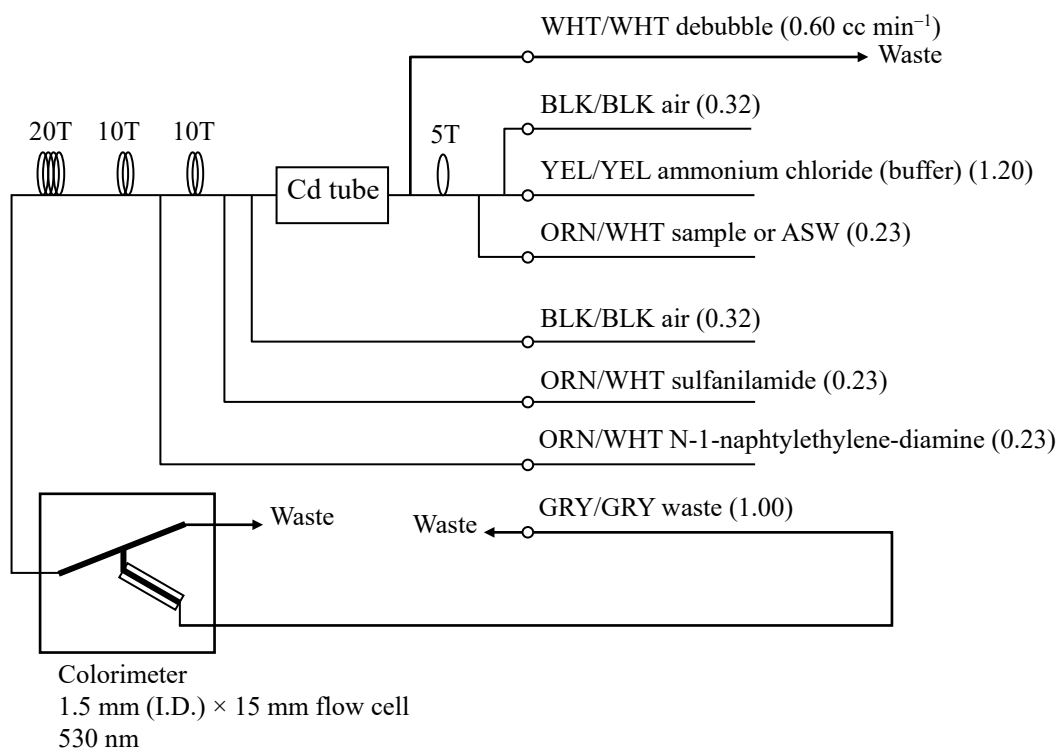 WHT/WHT debubble (0.60 cc min⁻¹)
Waste
BLK/BLK air (0.32)
20T
10T
10T
5T
YEL/YEL ammonium chloride (buffer) (1.20)
Cd tube
ORN/WHT sample or ASW (0.23)
BLK/BLK air (0.32)
ORN/WHT sulfanilamide (0.23)
ORN/WHT N-1-naphtylethylene-diamine (0.23)
GRY/GRY waste (1.00)
Waste
Waste
Colorimeter
1.5 mm (I.D.) × 15 mm flow cell
530 nm